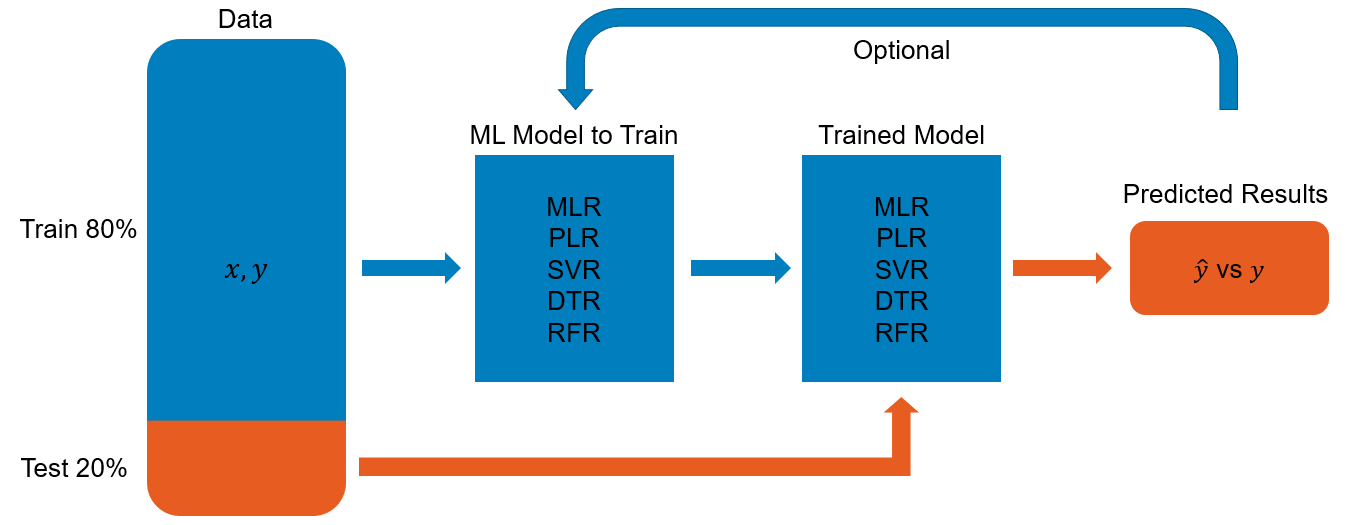 Data
Optional
ML Model to Train
Trained Model
Predicted Results
Train 80%
x, y
MLR
PLR
SVR
DTR
RFR
MLR
PLR
SVR
DTR
RFR
ŷ vs y
Test 20%